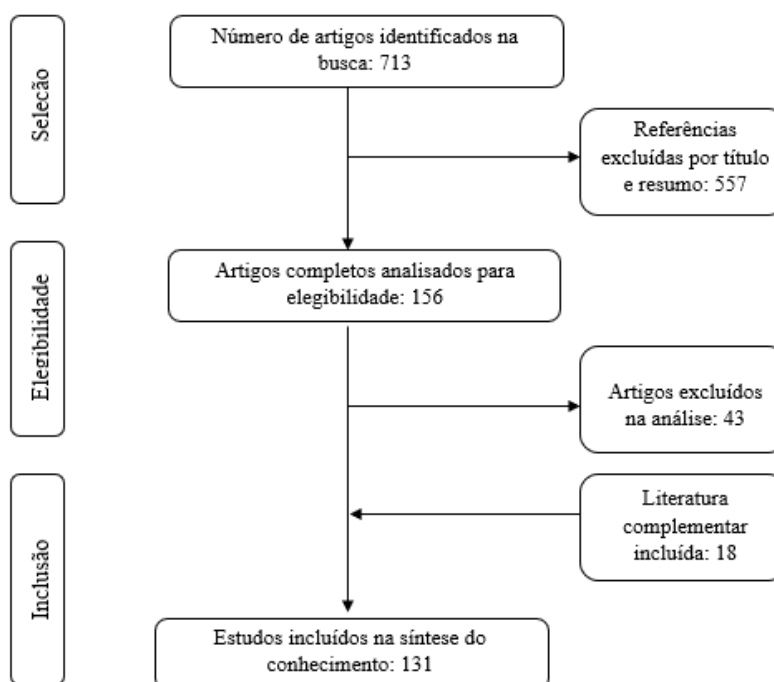 Seleção
Número de artigos identificados na
busca: 713
Referências
excluídas por título
e resumo: 557
Elegibilidade
Artigos completos analisados para
elegibilidade: 156
Artigos excluídos
na análise: 43
Inclusão
Literatura
complementar
incluída: 18
Estudos incluídos na síntese do
conhecimento: 131